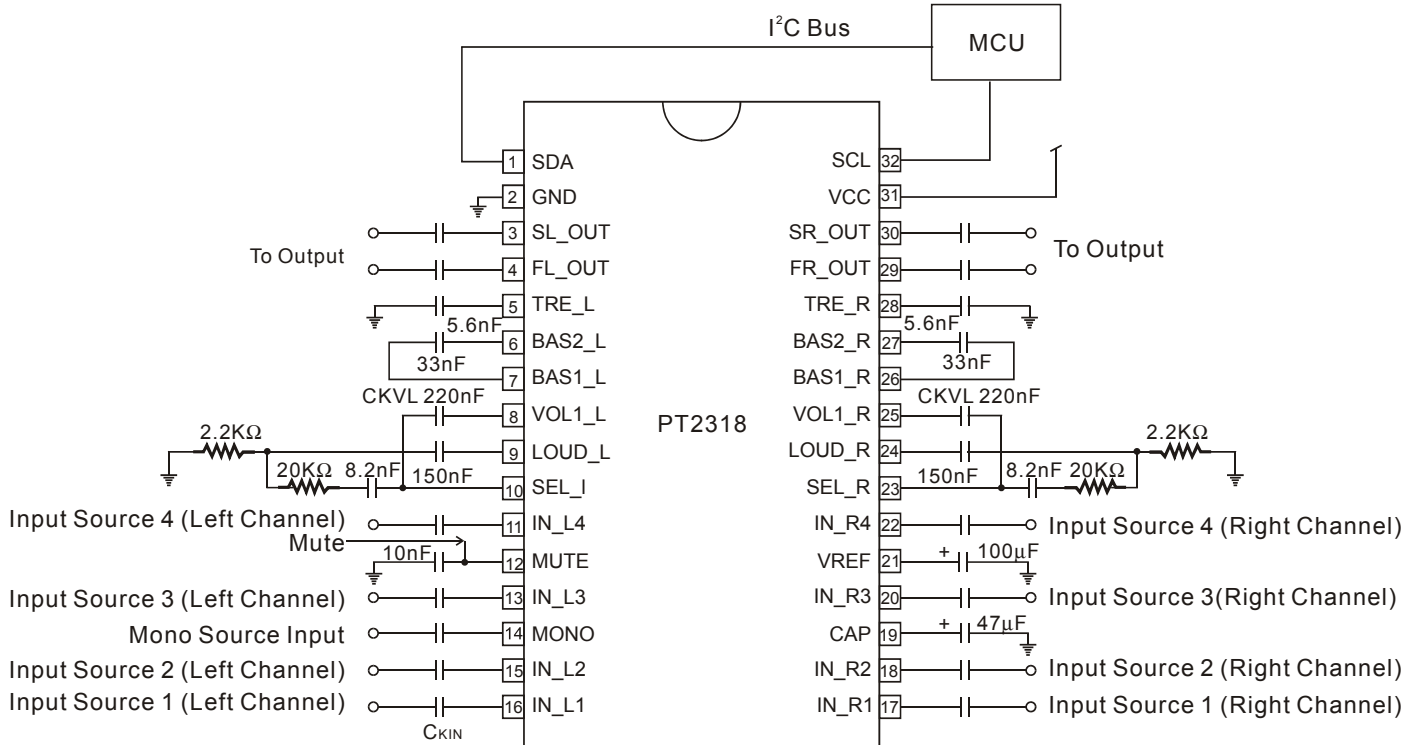 I²C Bus
MCU
1 SDA
SCL 32
2 GND
VCC 31
3 SL_OUT
SR_OUT 30
To Output
To Output
4 FL_OUT
FR_OUT 29
5 TRE_L
TRE_R 28
5.6nF
5.6nF
6 BAS2_L
BAS2_R 27
33nF
33nF
7 BAS1_L
BAS1_R 26
CKVL 220nF
CKVL 220nF
8 VOL1_L
VOL1_R 25
PT2318
2.2KΩ
2.2KΩ
9 LOUD_L
LOUD_R 24
20KΩ
8.2nF
150nF
150nF
8.2nF
20KΩ
10 SEL_I
SEL_R 23
Input Source 4 (Left Channel)
11 IN_L4
IN_R4 22
Input Source 4 (Right Channel)
Mute
10nF
12 MUTE
VREF 21
+ 100µF
Input Source 3 (Left Channel)
13 IN_L3
IN_R3 20
Input Source 3(Right Channel)
Mono Source Input
14 MONO
CAP 19
+ 47µF
Input Source 2 (Left Channel)
15 IN_L2
IN_R2 18
Input Source 2 (Right Channel)
Input Source 1 (Left Channel)
16 IN_L1
IN_R1 17
Input Source 1 (Right Channel)
CKIN